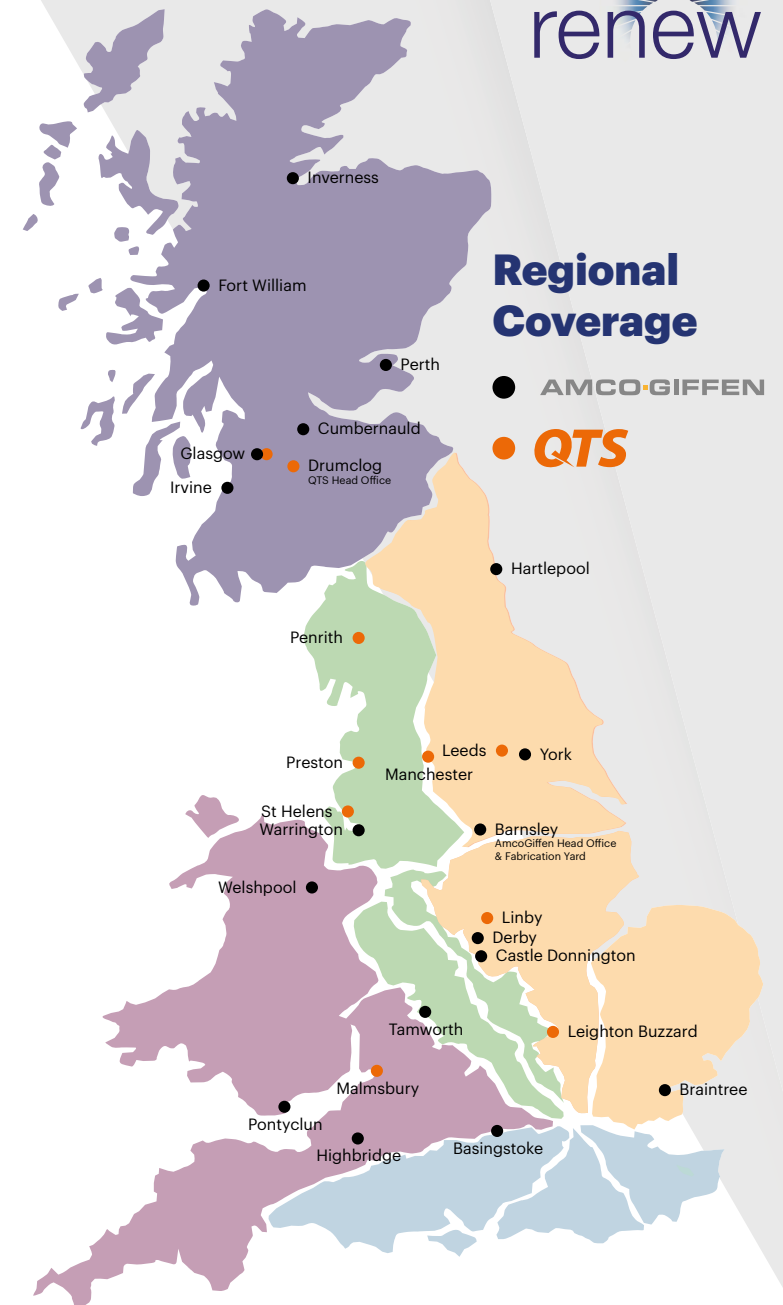 renew
Inverness
Fort William
Regional
Coverage
Perth
AMCO·GIFFEN
Cumbernauld
QTS
Glasgow
Drumclog
QTS Head Office
Irvine
Hartlepool
Penrith
Leeds
York
Preston
Manchester
St Helens
Warrington
Barnsley
AmcoGiffen Head Office
& Fabrication Yard
Welshpool
Linby
Derby
Castle Donnington
Tamworth
Leighton Buzzard
Malmsbury
Braintree
Pontyclun
Highbridge
Basingstoke